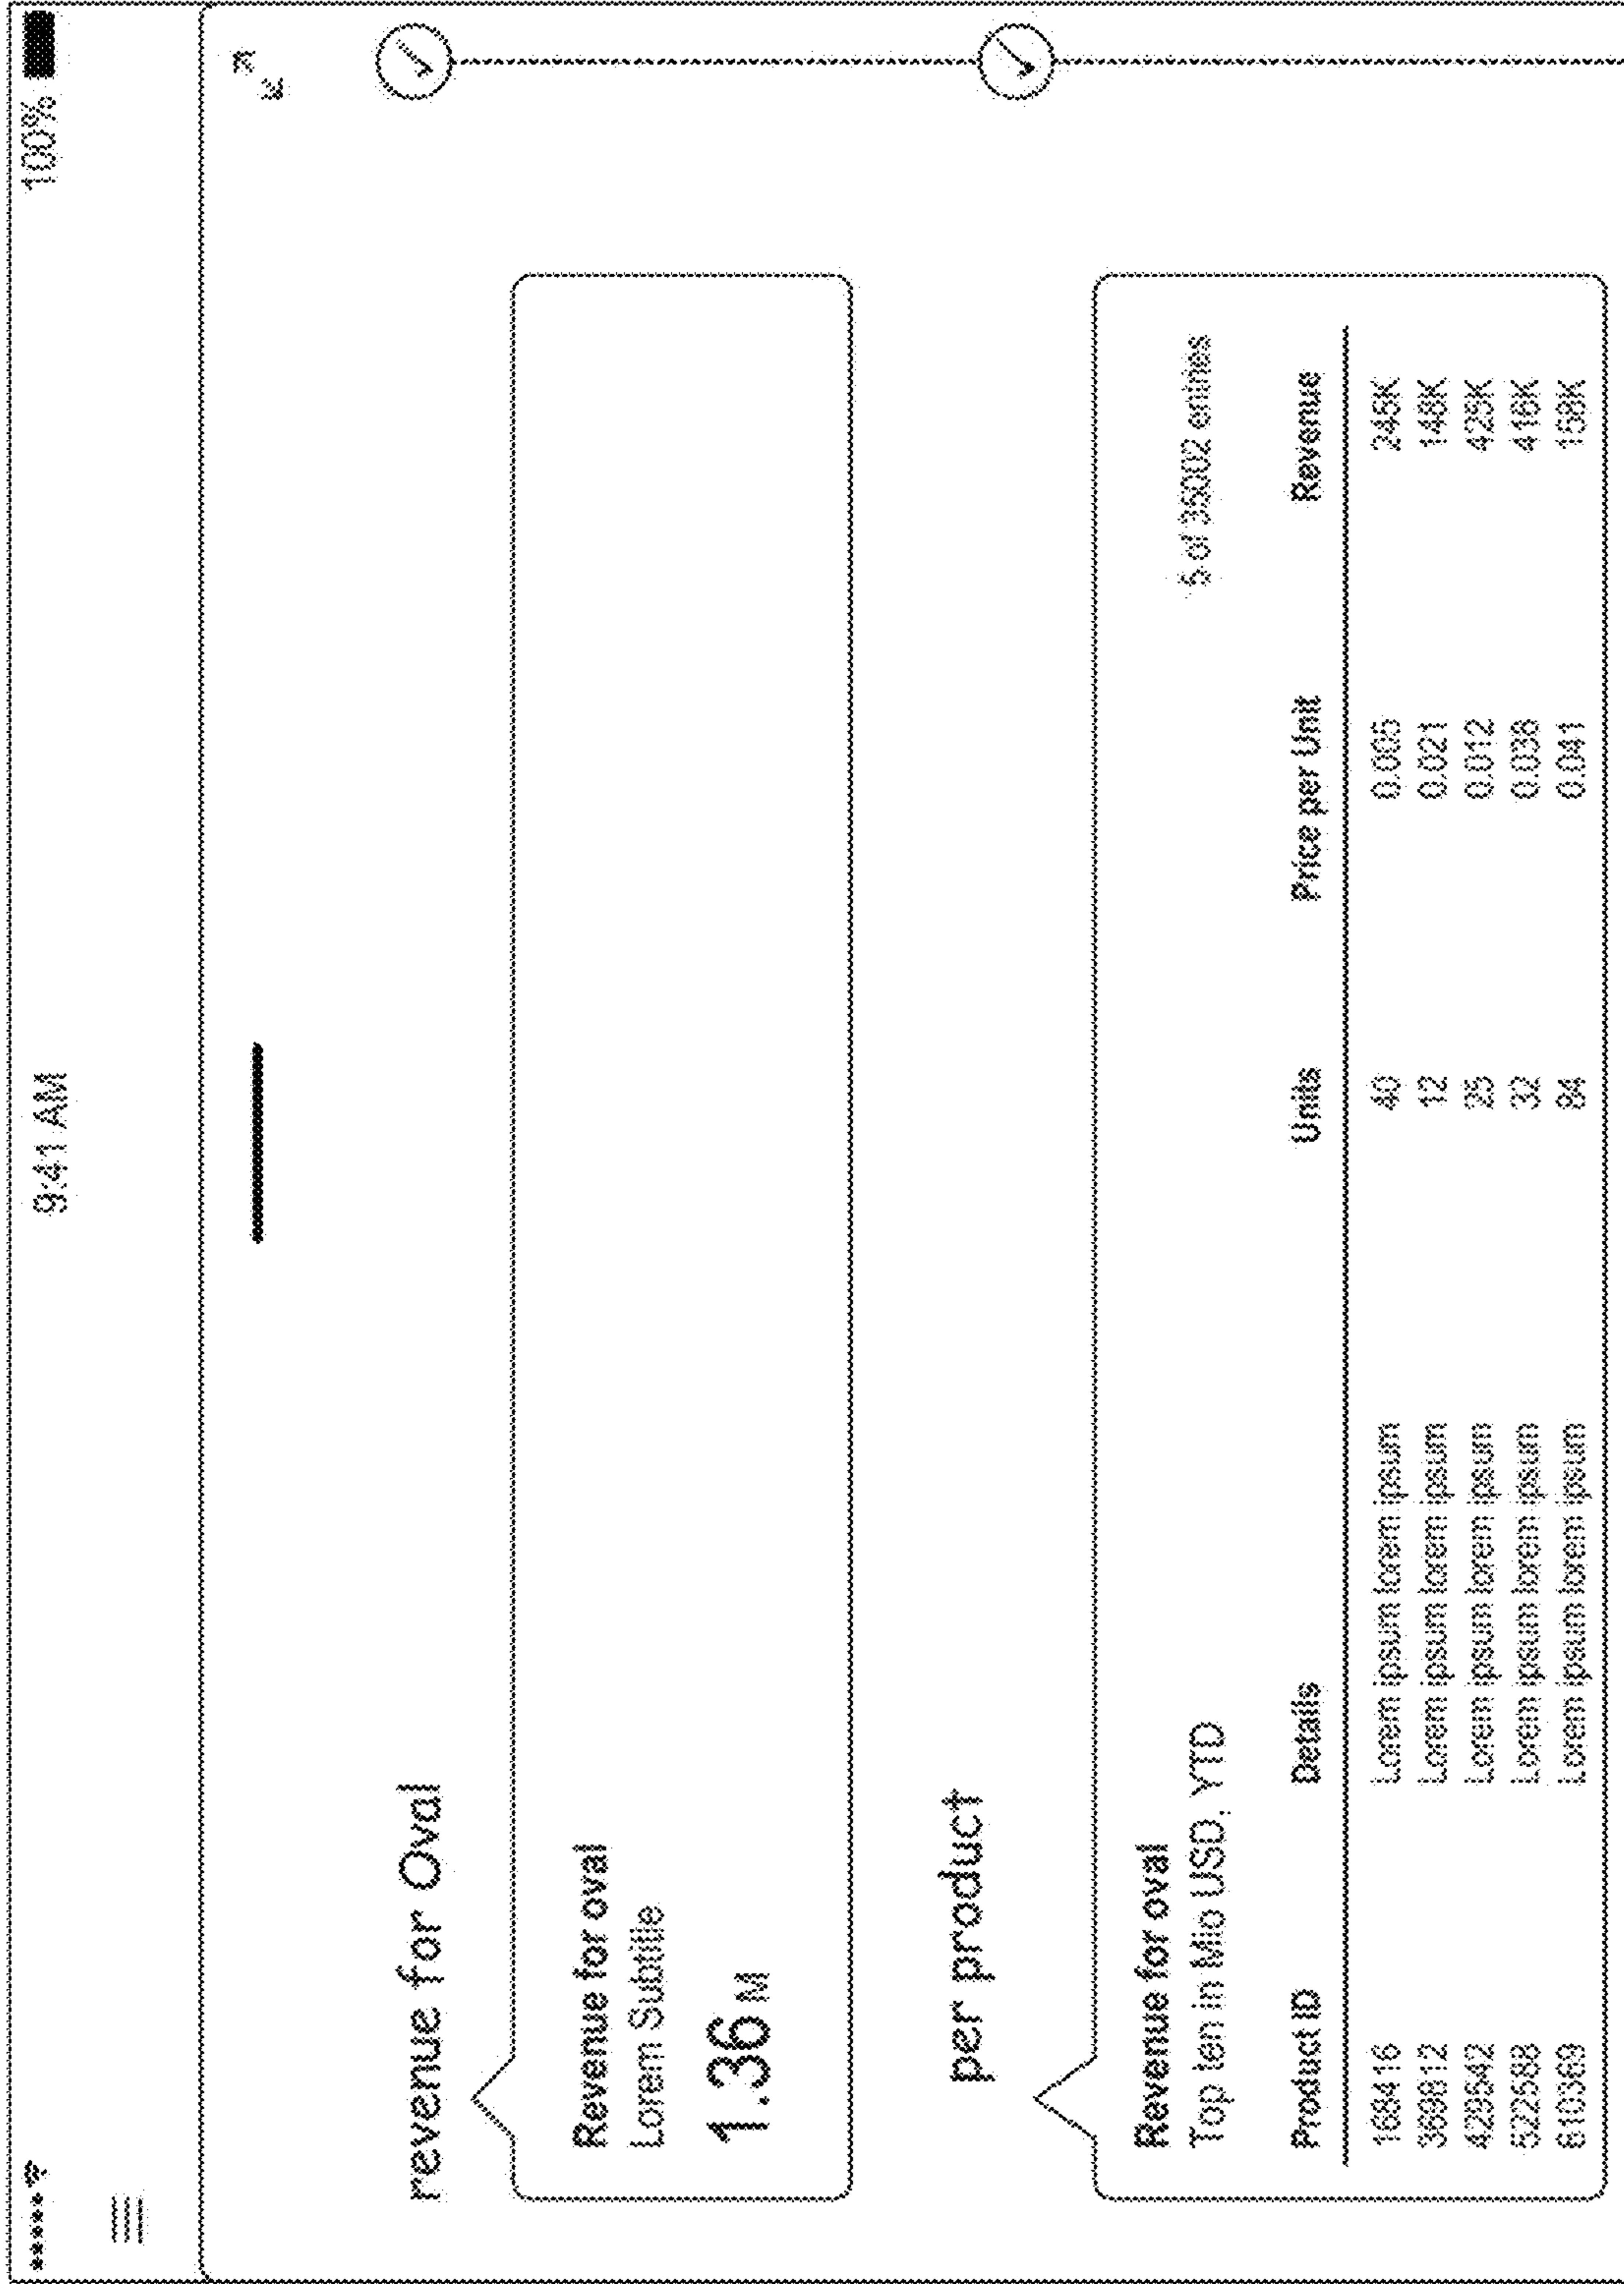 9:41 AM 100%
revenue for Oval
Revenue for oval
Lorem Subtitle
1.36 M
per product
Revenue for oval
Top ten in Mio USD, YTD
5 of 35002 entries
Product ID Details Units Price per Unit Revenue
168416 Lorem ipsum lorem ipsum 40 0.005 245K
369812 Lorem ipsum lorem ipsum 12 0.021 148K
429542 Lorem ipsum lorem ipsum 25 0.012 425K
522588 Lorem ipsum lorem ipsum 32 0.036 416K
610369 Lorem ipsum lorem ipsum 84 0.041 158K